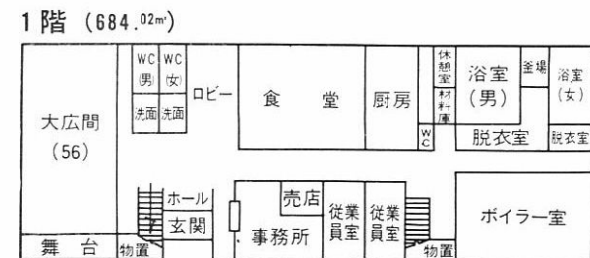 1階 (684.02㎡)
大広間
(56)
舞台
WC
(男)
WC
(女)
洗面
洗面
ロビー
食堂
厨房
WC
休憩室
材料庫
浴室
(男)
釜場
浴室
(女)
脱衣室
脱衣室
ホール
玄関
物置
売店
事務所
従業
員室
従業
員室
物置
ボイラー室